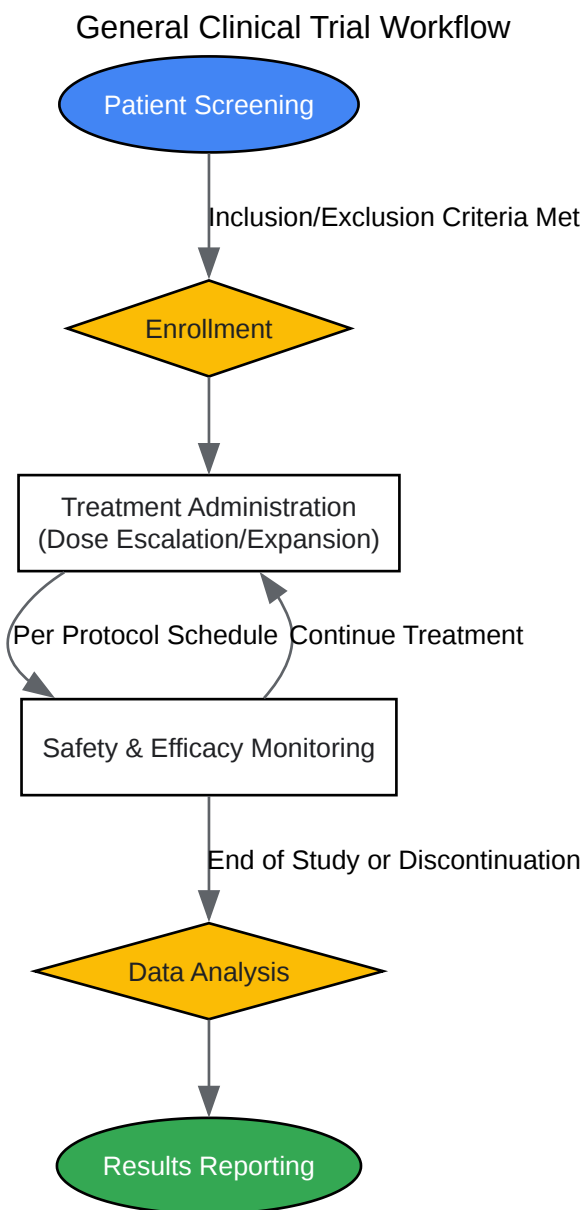 General Clinical Trial Workflow
Patient Screening
Inclusion/Exclusion Criteria Met
Enrollment
Treatment Administration
(Dose Escalation/Expansion)
Per Protocol Schedule
Continue Treatment
Safety & Efficacy Monitoring
End of Study or Discontinuation
Data Analysis
Results Reporting